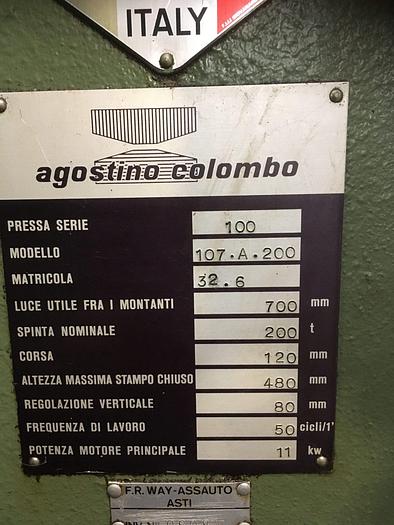 ITALY
agostino colombo
PRESSA SERIE 100
MODELLO 107.A.200
MATRICOLA 32.6
LUCE UTILE FRA I MONTANTI 700 mm
SPINTA NOMINALE 200 t
CORSA 120 mm
ALTEZZA MASSIMA STAMPO CHIUSO 480 mm
REGOLAZIONE VERTICALE 80 mm
FREQUENZA DI LAVORO 50 cicli/1'
POTENZA MOTORE PRINCIPALE 11 kw
F.R. WAY-ASSAUTO
ASTI